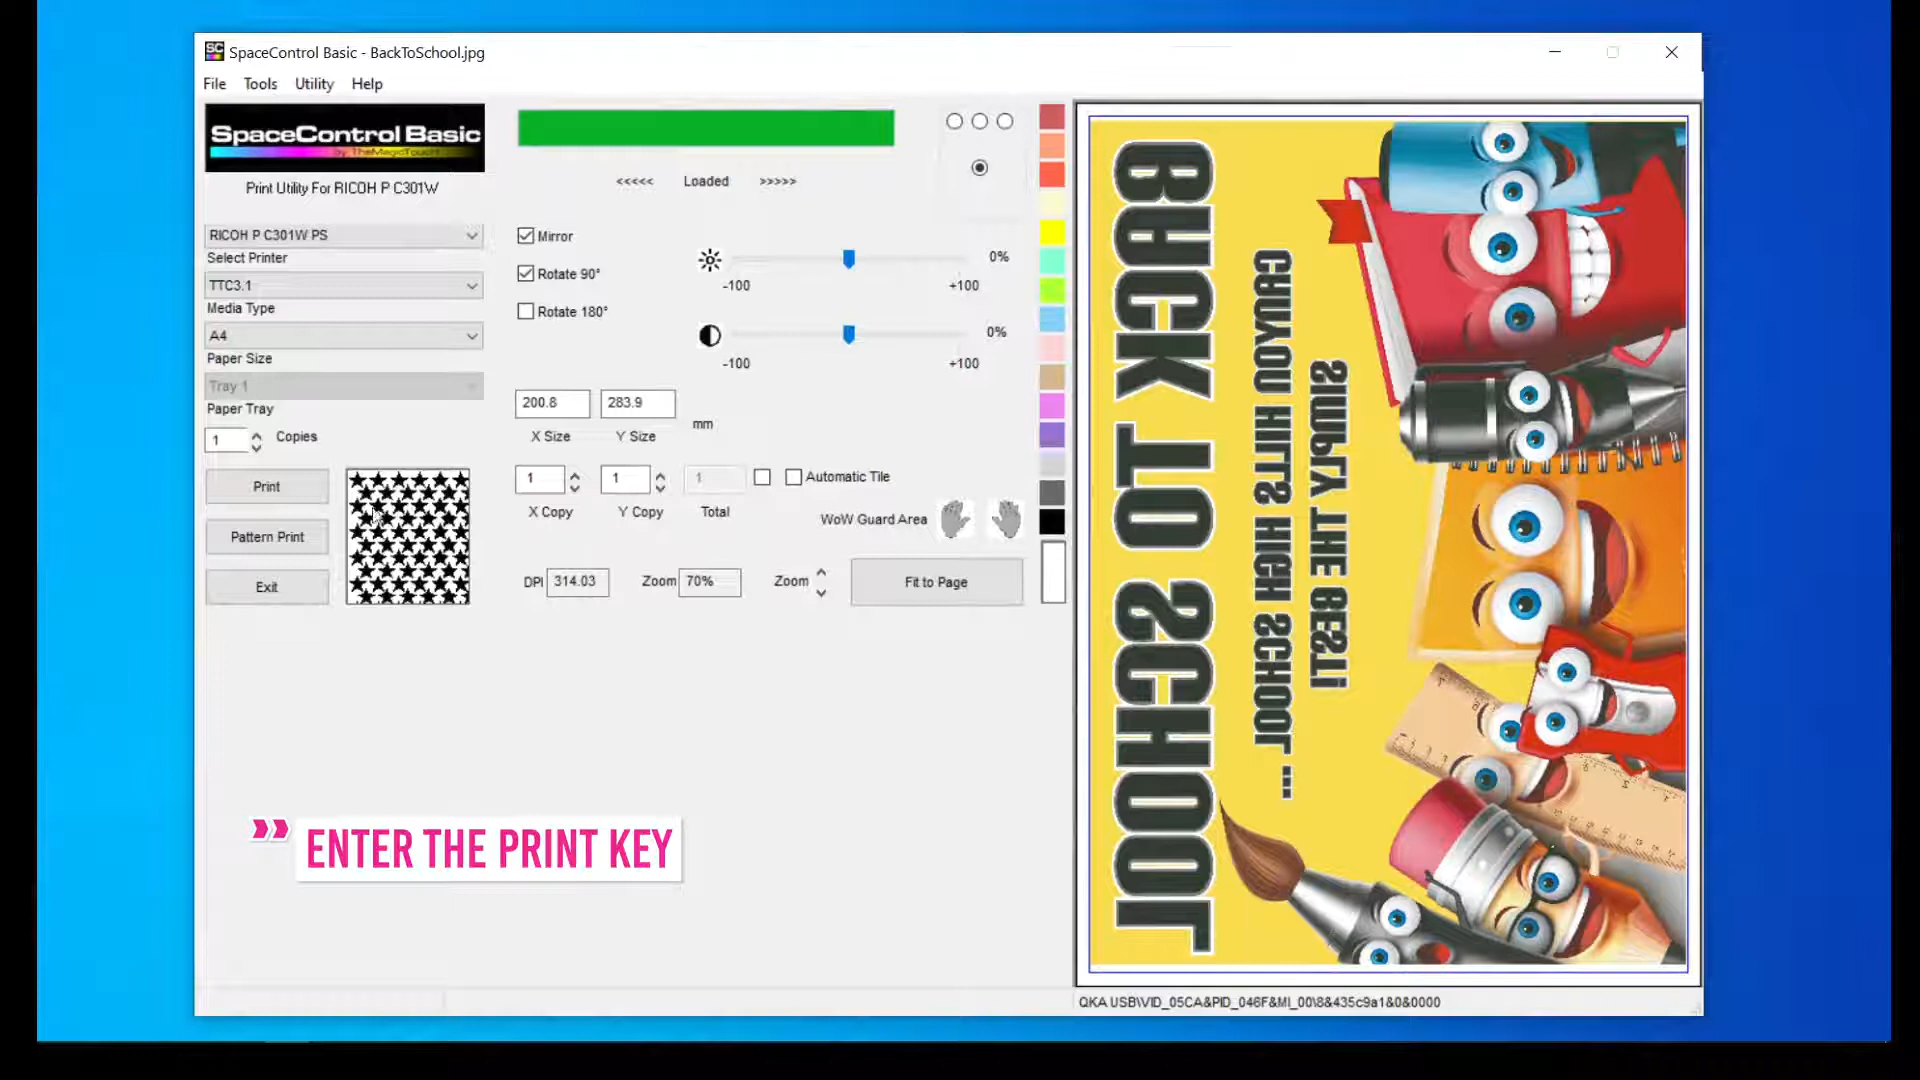 SpaceControl Basic - BackToSchool.jpg
File Tools Utility Help
SpaceControl Basic
by TheMagicTouch
Print Utility For RICOH P C301W
RICOH P C301W PS
Select Printer
TTC3.1
Media Type
A4
Paper Size
Tray 1
Paper Tray
1 Copies
Print
Pattern Print
Exit
<<<<< Loaded >>>>>
Mirror
Rotate 90°
Rotate 180°
0%
-100 +100
0%
-100 +100
200.8 283.9 mm
X Size Y Size
1 1 1 Automatic Tile
X Copy Y Copy Total
WoW Guard Area
DPI 314.03 Zoom 70% Zoom Fit to Page
BACK TO SCHOOL
CANYON HILLS HIGH SCHOOL ...
SIMPLY THE BEST!
ENTER THE PRINT KEY
QKA USB\VID_05CA&PID_046F&MI_00\8&435c9a1&0&0000